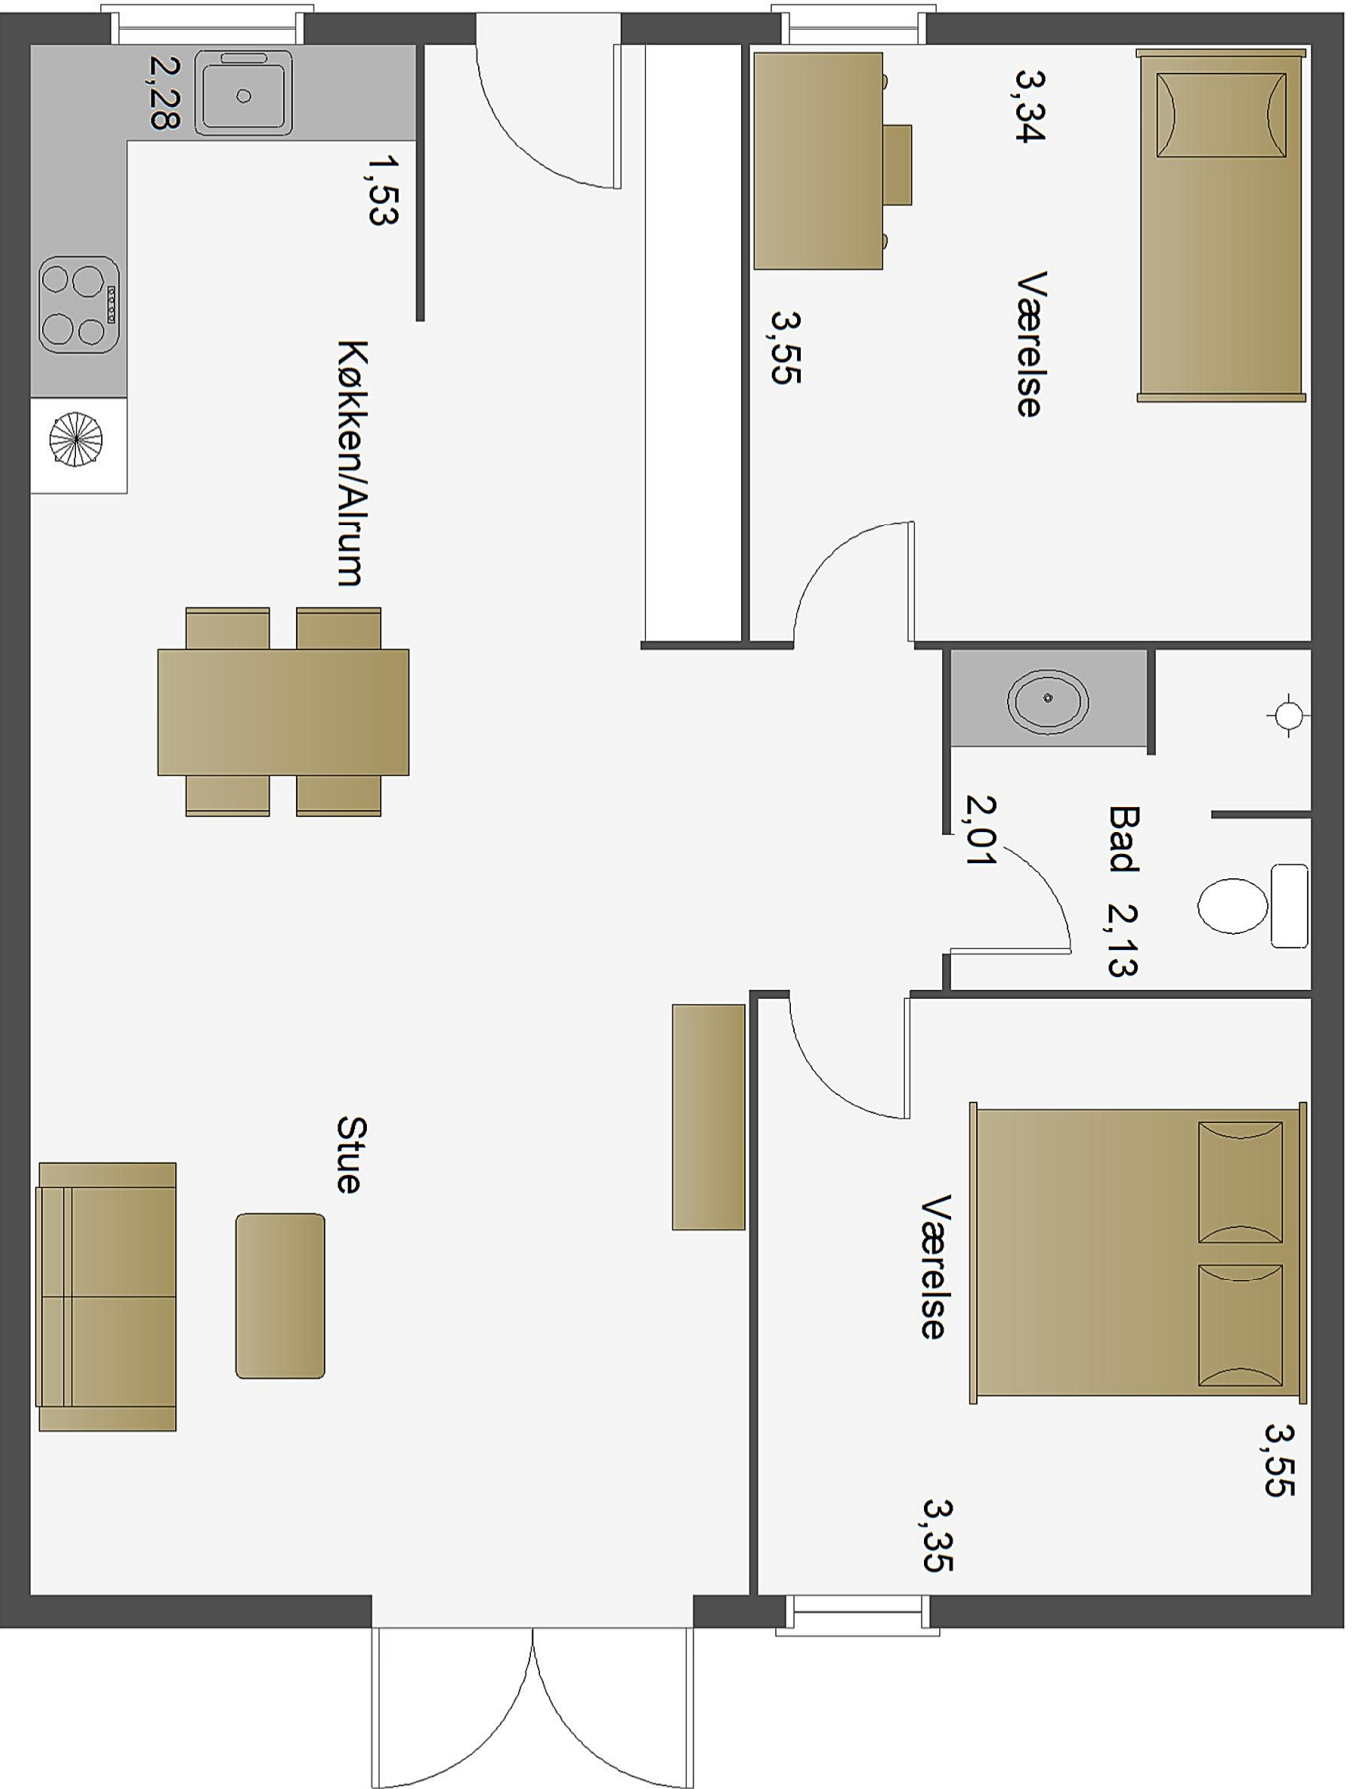 3,55
3,35
Værelse
Bad 2,13
2,01
3,34
Værelse
3,55
Stue
Køkken/Alrum
1,53
2,28